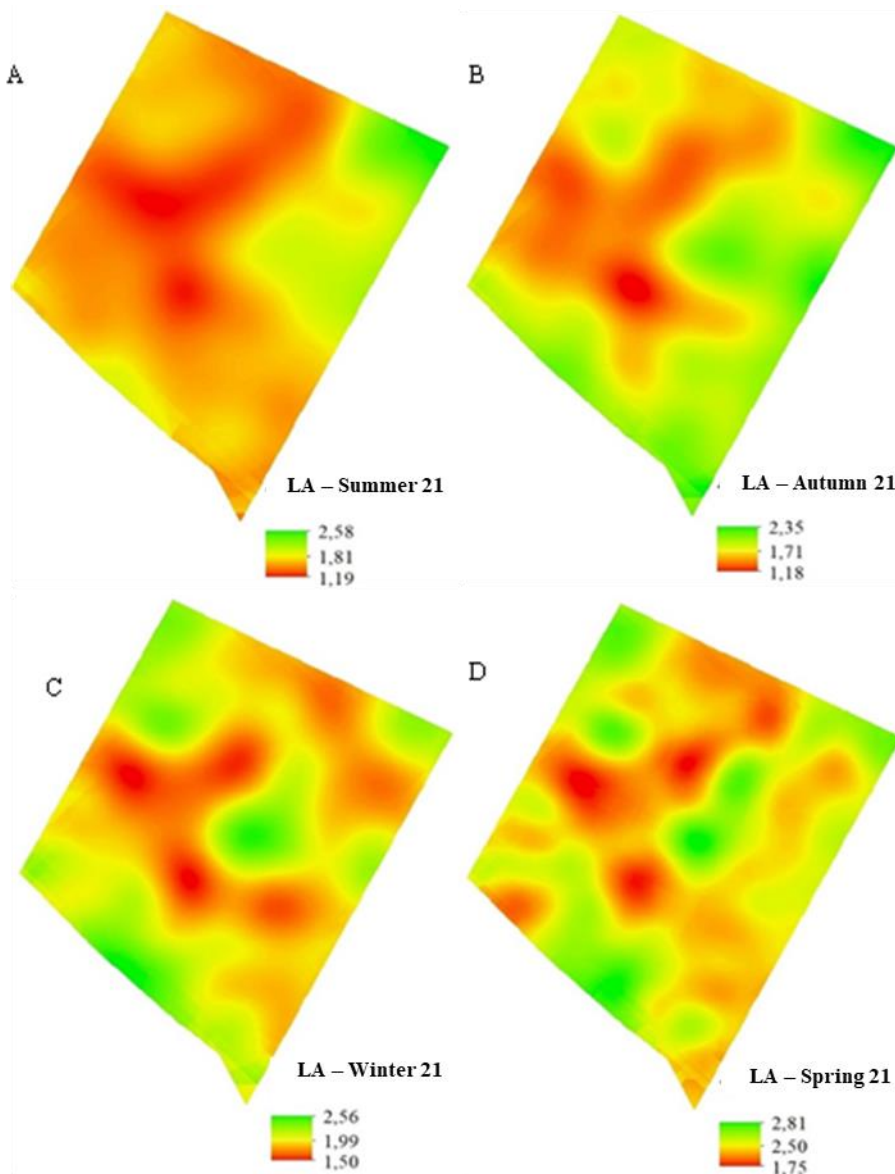 A
B
LA – Summer 21
2,58
1,81
1,19
LA – Autumn 21
2,35
1,71
1,18
C
D
LA – Winter 21
2,56
1,99
1,50
LA – Spring 21
2,81
2,50
1,75